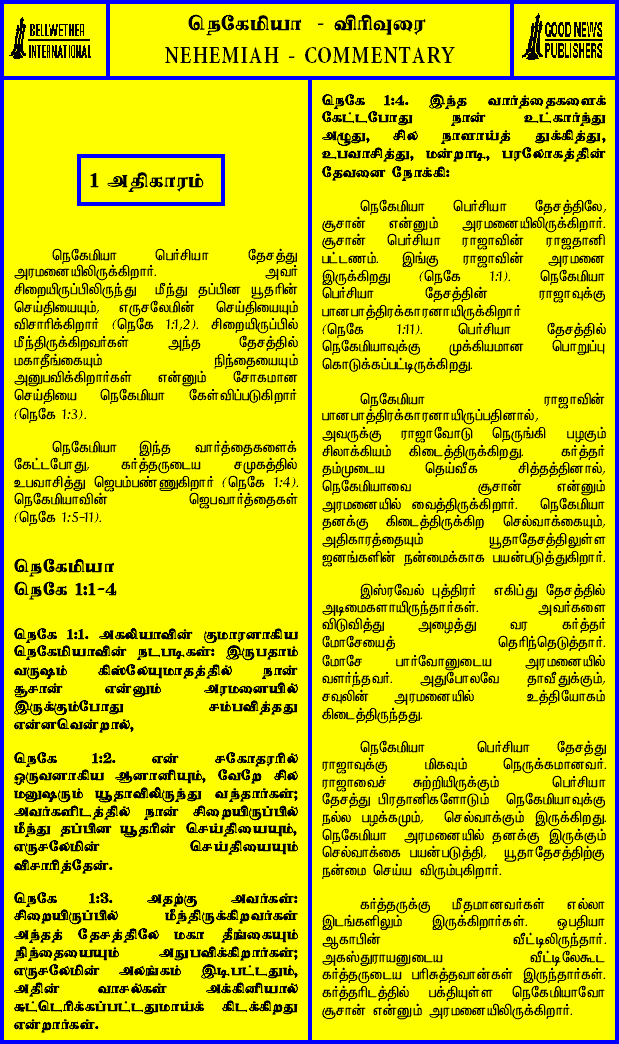 BELLWETHER
INTERNATIONAL
நெகேமியா - விரிவுரை
NEHEMIAH - COMMENTARY
GOOD NEWS
PUBLISHERS
1 அதிகாரம்
நெகேமியா பெர்சியா தேசத்து
அரமனையிலிருக்கிறார். அவர்
சிறையிருப்பிலிருந்து மீந்து தப்பின யூதரின்
செய்தியையும், எருசலேமின் செய்தியையும்
விசாரிக்கிறார் (நெகே 1:1,2). சிறையிருப்பில்
மீந்திருக்கிறவர்கள் அந்த தேசத்தில்
மகாதீங்கையும் நிந்தையையும்
அனுபவிக்கிறார்கள் என்னும் சோகமான
செய்தியை நெகேமியா கேள்விப்படுகிறார்
(நெகே 1:3).
நெகேமியா இந்த வார்த்தைகளைக்
கேட்டபோது, கர்த்தருடைய சமுகத்தில்
உபவாசித்து ஜெபம்பண்ணுகிறார் (நெகே 1:4).
நெகேமியாவின் ஜெபவார்த்தைகள்
(நெகே 1:5-11).
நெகேமியா
நெகே 1:1-4
நெகே 1:1. அகலியாவின் குமாரனாகிய
நெகேமியாவின் நடபடிகள்: இருபதாம்
வருஷம் கிஸ்லேயுமாதத்தில் நான்
சூசான் என்னும் அரமனையில்
இருக்கும்போது சம்பவித்தது
என்னவென்றால்,
நெகே 1:2. என் சகோதரரில்
ஒருவனாகிய ஆனானியும், வேறே சில
மனுஷரும் யூதாவிலிருந்து வந்தார்கள்;
அவர்களிடத்தில் நான் சிறையிருப்பில்
மீந்து தப்பின யூதரின் செய்தியையும்,
எருசலேமின் செய்தியையும்
விசாரித்தேன்.
நெகே 1:3. அதற்கு அவர்கள்:
சிறையிருப்பில் மீந்திருக்கிறவர்கள்
அந்தத் தேசத்திலே மகா தீங்கையும்
நிந்தையையும் அநுபவிக்கிறார்கள்;
எருசலேமின் அலங்கம் இடிபட்டதும்,
அதின் வாசல்கள் அக்கினியால்
சுட்டெரிக்கப்பட்டதுமாய்க் கிடக்கிறது
என்றார்கள்.
நெகே 1:4. இந்த வார்த்தைகளைக்
கேட்டபோது நான் உட்கார்ந்து
அழுது, சில நாளாய்த் துக்கித்து,
உபவாசித்து, மன்றாடி, பரலோகத்தின்
தேவனை நோக்கி:
நெகேமியா பெர்சியா தேசத்திலே,
சூசான் என்னும் அரமனையிலிருக்கிறார்.
சூசான் பெர்சியா ராஜாவின் ராஜதானி
பட்டணம். இங்கு ராஜாவின் அரமனை
இருக்கிறது (நெகே 1:1). நெகேமியா
பெர்சியா தேசத்தின் ராஜாவுக்கு
பானபாத்திரக்காரனாயிருக்கிறார்
(நெகே 1:11). பெர்சியா தேசத்தில்
நெகேமியாவுக்கு முக்கியமான பொறுப்பு
கொடுக்கப்பட்டிருக்கிறது.
நெகேமியா ராஜாவின்
பானபாத்திரக்காரனாயிருப்பதினால்,
அவருக்கு ராஜாவோடு நெருங்கி பழகும்
சிலாக்கியம் கிடைத்திருக்கிறது. கர்த்தர்
தம்முடைய தெய்வீக சித்தத்தினால்,
நெகேமியாவை சூசான் என்னும்
அரமனையில் வைத்திருக்கிறார். நெகேமியா
தனக்கு கிடைத்திருக்கிற செல்வாக்கையும்,
அதிகாரத்தையும் யூதாதேசத்திலுள்ள
ஜனங்களின் நன்மைக்காக பயன்படுத்துகிறார்.
இஸ்ரவேல் புத்திரர் எகிப்து தேசத்தில்
அடிமைகளாயிருந்தார்கள். அவர்களை
விடுவித்து அழைத்து வர கர்த்தர்
மோசேயைத் தெரிந்தெடுத்தார்.
மோசே பார்வோனுடைய அரமனையில்
வளர்ந்தவர். அதுபோலவே தாவீதுக்கும்,
சவுலின் அரமனையில் உத்தியோகம்
கிடைத்திருந்தது.
நெகேமியா பெர்சியா தேசத்து
ராஜாவுக்கு மிகவும் நெருக்கமானவர்.
ராஜாவைச் சுற்றியிருக்கும் பெர்சியா
தேசத்து பிரதானிகளோடும் நெகேமியாவுக்கு
நல்ல பழக்கமும், செல்வாக்கும் இருக்கிறது.
நெகேமியா அரமனையில் தனக்கு இருக்கும்
செல்வாக்கை பயன்படுத்தி, யூதாதேசத்திற்கு
நன்மை செய்ய விரும்புகிறார்.
கர்த்தருக்கு மீதமானவர்கள் எல்லா
இடங்களிலும் இருக்கிறார்கள். ஒபதியா
ஆகாபின் வீட்டிலிருந்தார்.
அகஸ்துராயனுடைய வீட்டிலேகூட
கர்த்தருடைய பரிசுத்தவான்கள் இருந்தார்கள்.
கர்த்தரிடத்தில் பக்தியுள்ள நெகேமியாவோ
சூசான் என்னும் அரமனையிலிருக்கிறார்.